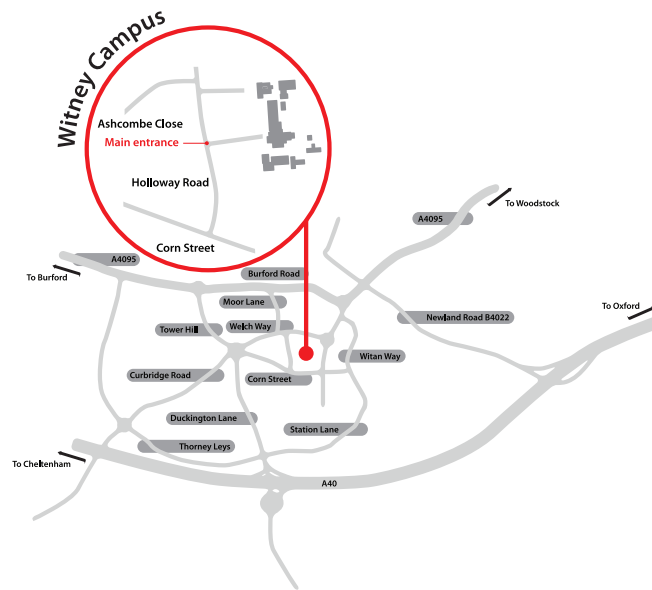 Witney Campus
Ashcombe Close
Main entrance
Holloway Road
Corn Street
To Woodstock
A4095
A4095
To Burford
Burford Road
Moor Lane
To Oxford
Newland Road B4022
Tower Hill
Welch Way
Witan Way
Curbridge Road
Corn Street
Duckington Lane
Station Lane
Thorney Leys
To Cheltenham
A40